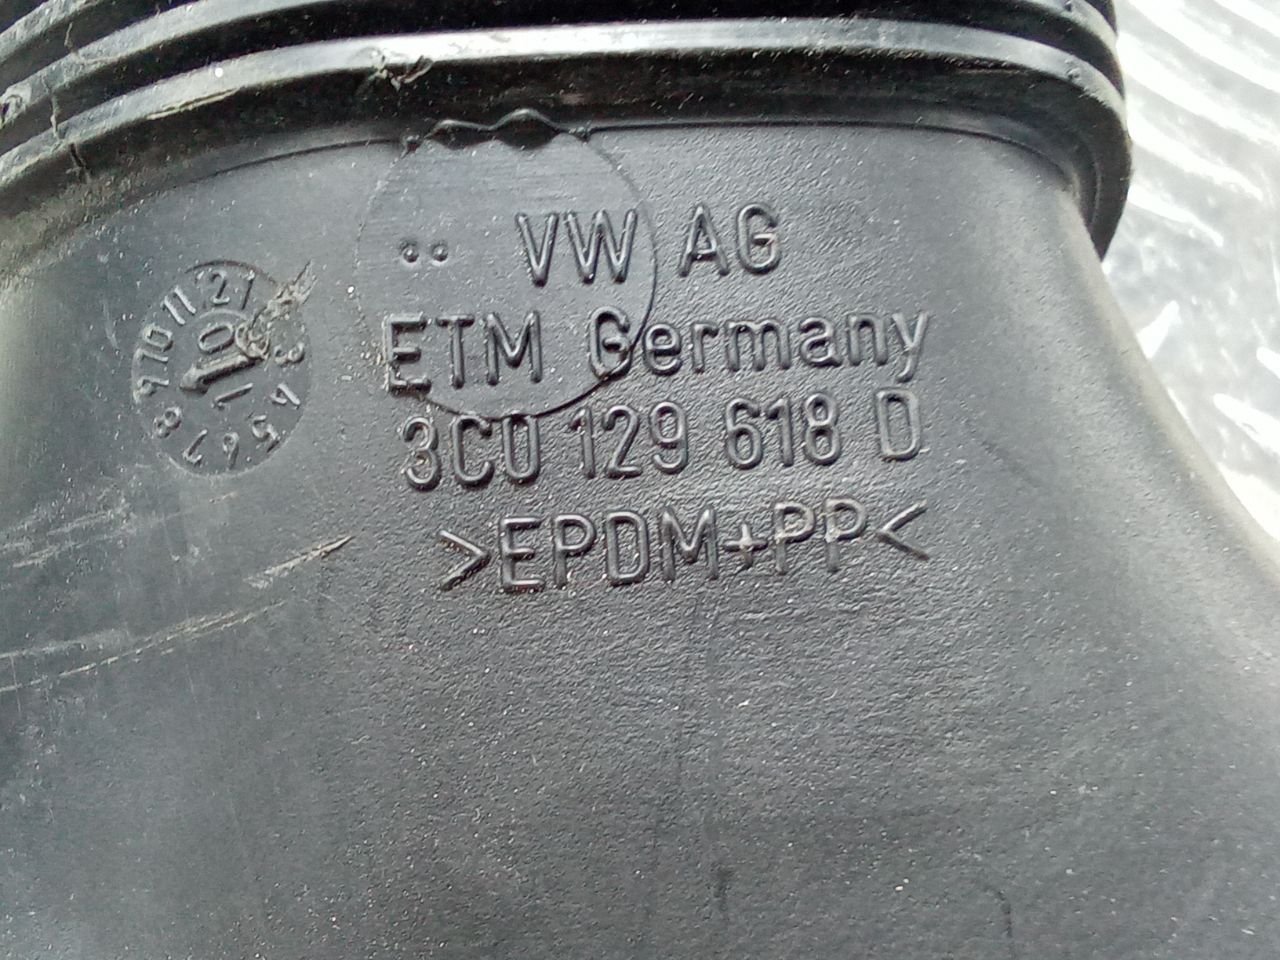 VW AG
ETM Germany
3C0 129 618 D
>EPDM+PP<